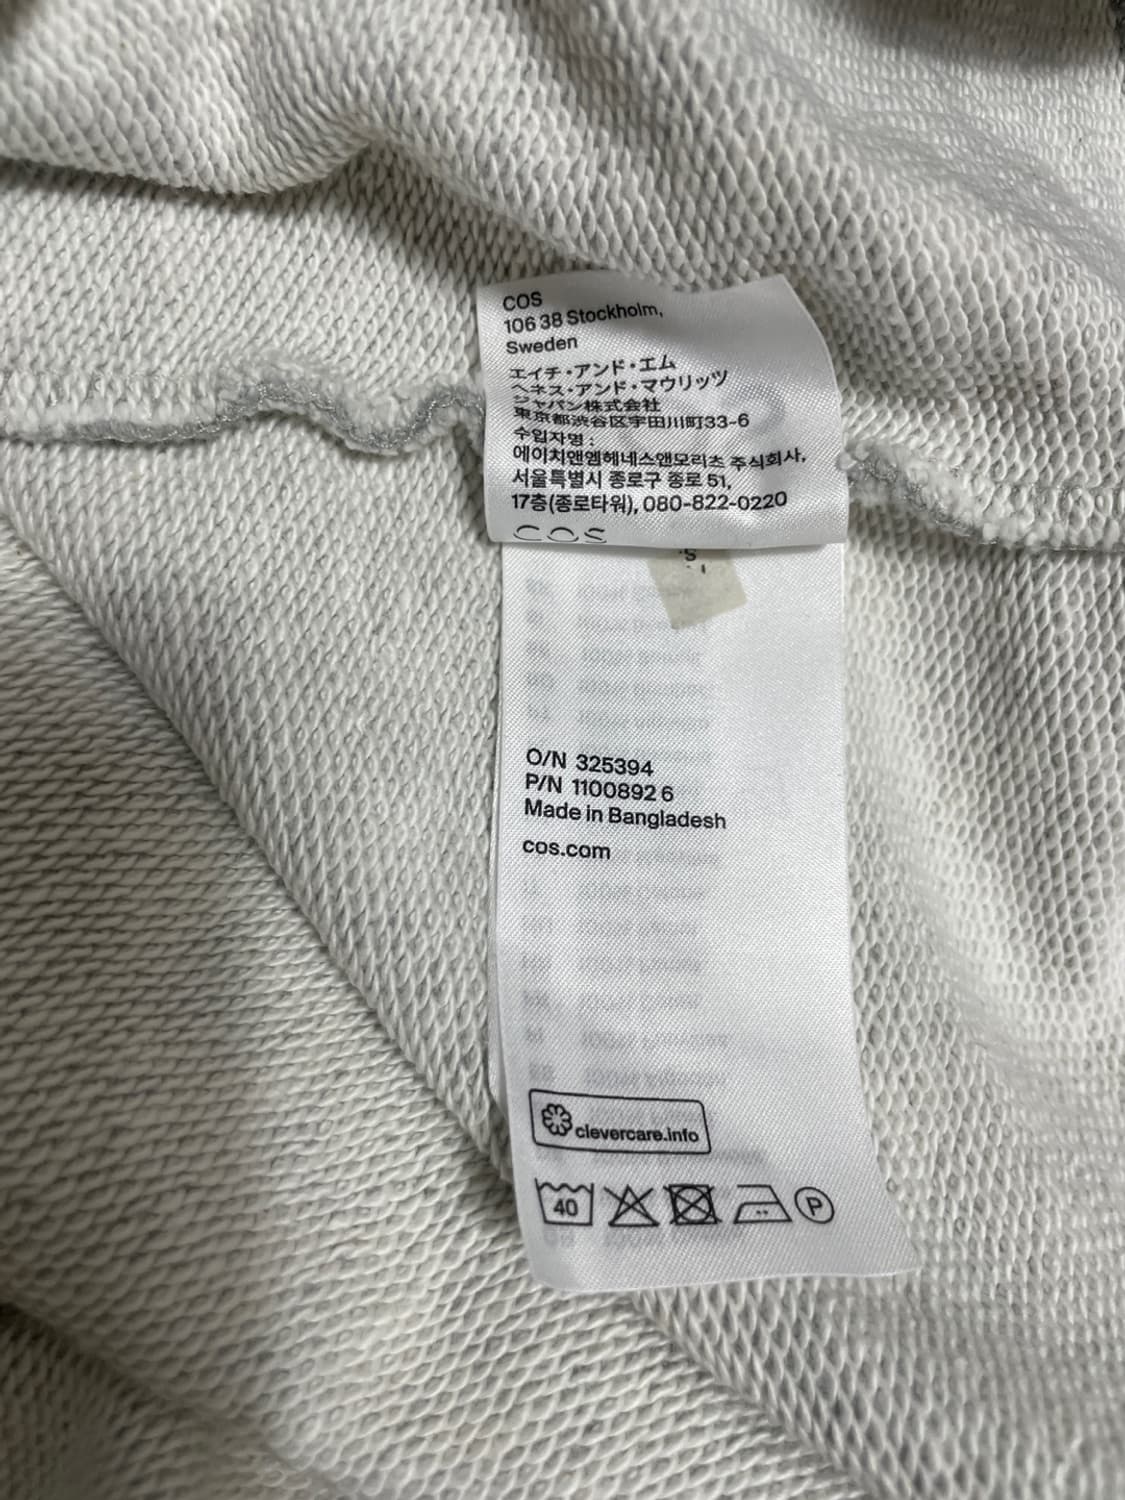 COS
106 38 Stockholm,
Sweden
エイチ・アンド・エム
ヘネス・アンド・マウリッツ
ジャパン株式会社
東京都渋谷区宇田川町33-6
수입자명 :
에이치앤엠헤네스앤모리츠 주식회사,
서울특별시 종로구 종로 51,
17층(종로타워), 080-822-0220
COS
O/N 325394
P/N 1100892 6
Made in Bangladesh
cos.com
clevercare.info
40
P